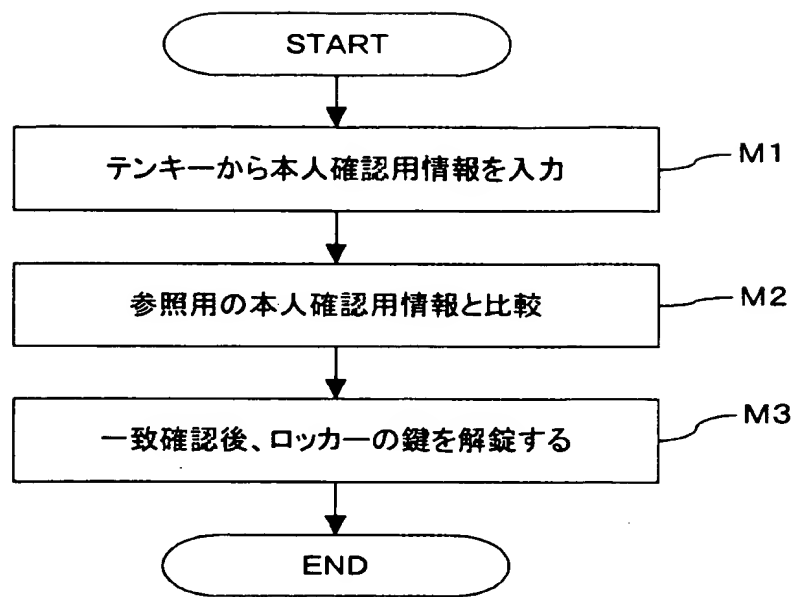 START
テンキーから本人確認用情報を入力
M1
参照用の本人確認用情報と比較
M2
一致確認後、ロッカーの鍵を解錠する
M3
END